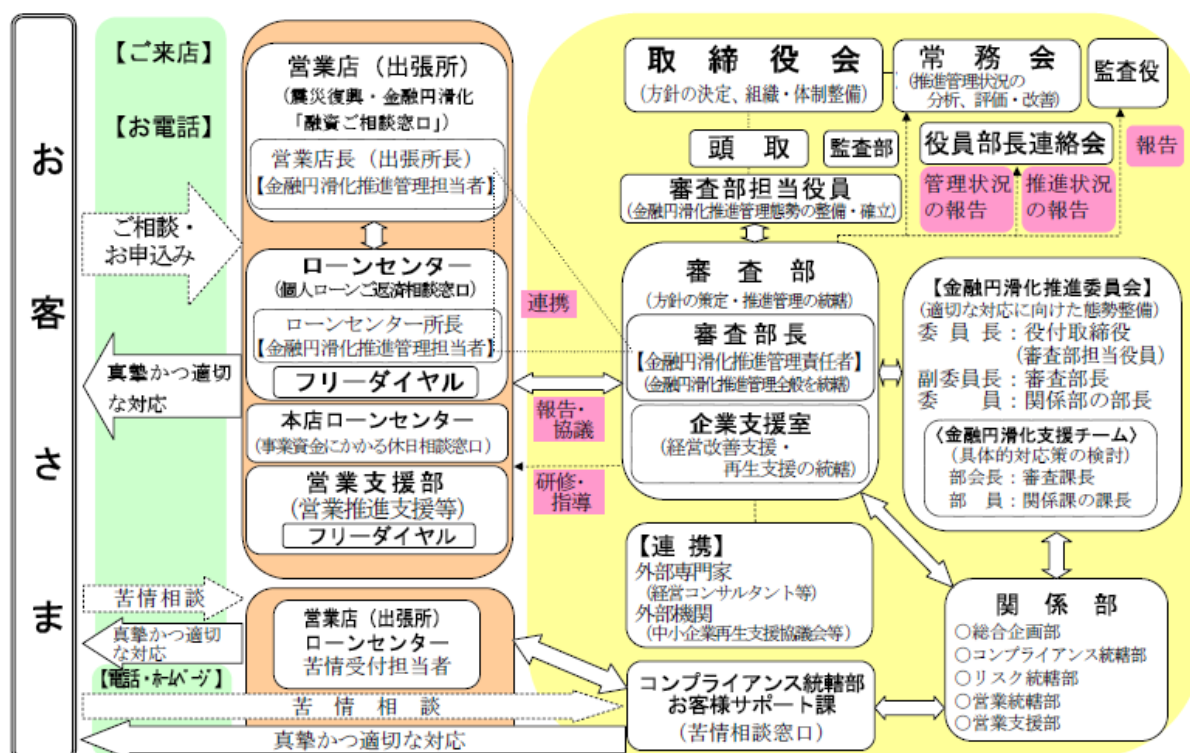 お客さま
【ご来店】
【お電話】
ご相談・
お申込み
真摯かつ適切
な対応
苦情相談
真摯かつ適切
な対応
【電話・ホームページ】
苦情相談
真摯かつ適切な対応
営業店（出張所）
（震災復興・金融円滑化
「融資ご相談窓口」）
営業店長（出張所長）
【金融円滑化推進管理担当者】
ローンセンター
（個人ローンご返済相談窓口）
ローンセンター所長
【金融円滑化推進管理担当者】
フリーダイヤル
本店ローンセンター
（事業資金にかかる休日相談窓口）
営業支援部
（営業推進支援等）
フリーダイヤル
営業店（出張所）
ローンセンター
苦情受付担当者
連携
報告・
協議
研修・
指導
取締役会
（方針の決定、組織・体制整備）
常務会
（推進管理状況の
分析、評価・改善）
監査役
頭取
監査部
役員部長連絡会
報告
管理状況
の報告
推進状況
の報告
審査部担当役員
（金融円滑化推進管理態勢の整備・確立）
審査部
（方針の策定・推進管理の統轄）
審査部長
【金融円滑化推進管理責任者】
（金融円滑化推進管理全般を統轄）
企業支援室
（経営改善支援・
再生支援の統轄）
【金融円滑化推進委員会】
（適切な対応に向けた態勢整備）
委員長：役付取締役
（審査部担当役員）
副委員長：審査部長
委　員：関係部の部長
〈金融円滑化支援チーム〉
（具体的対応策の検討）
部会長：審査課長
部　員：関係課の課長
【連携】
外部専門家
（経営コンサルタント等）
外部機関
（中小企業再生支援協議会等）
コンプライアンス統轄部
お客様サポート課
（苦情相談窓口）
関係部
○総合企画部
○コンプライアンス統轄部
○リスク統轄部
○営業統轄部
○営業支援部